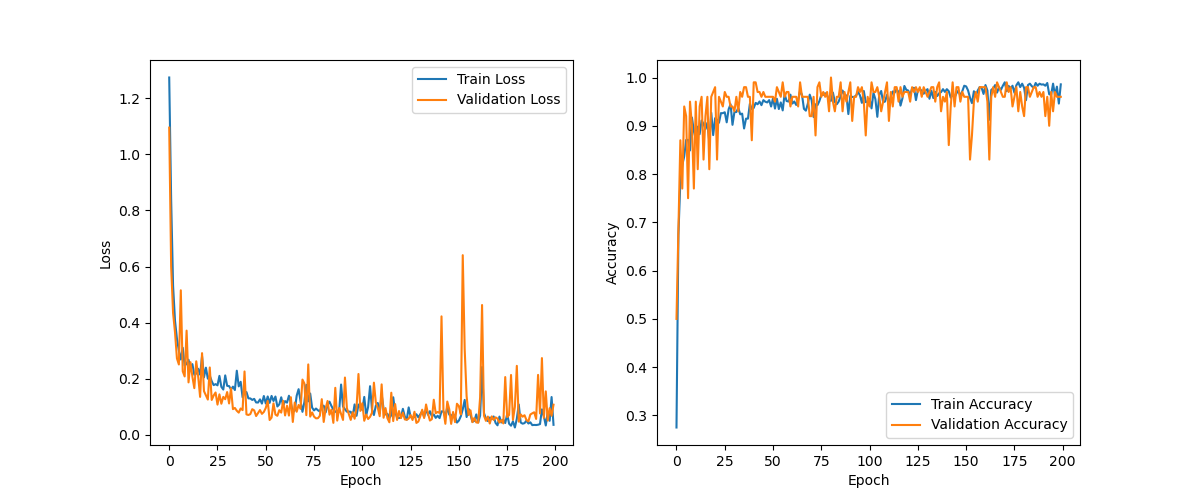 Train Loss
Validation Loss
1.2
1.0
0.8
0.6
0.4
0.2
0.0
Loss
0 25 50 75 100 125 150 175 200
Epoch
1.0
0.9
0.8
0.7
0.6
0.5
0.4
0.3
Accuracy
Train Accuracy
Validation Accuracy
0 25 50 75 100 125 150 175 200
Epoch